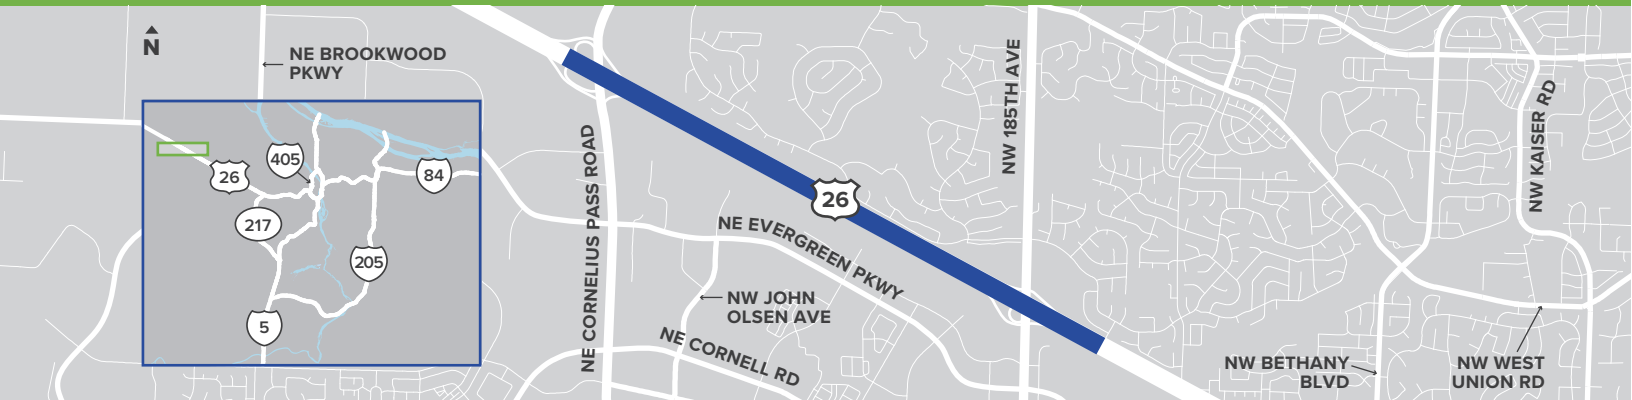 N
NE BROOKWOOD
PKWY
405
26
84
217
205
5
NE CORNELIUS PASS ROAD
26
NE EVERGREEN PKWY
NW JOHN
OLSEN AVE
NE CORNELL RD
NW 185TH AVE
NW KAISER RD
NW BETHANY
BLVD
NW WEST
UNION RD